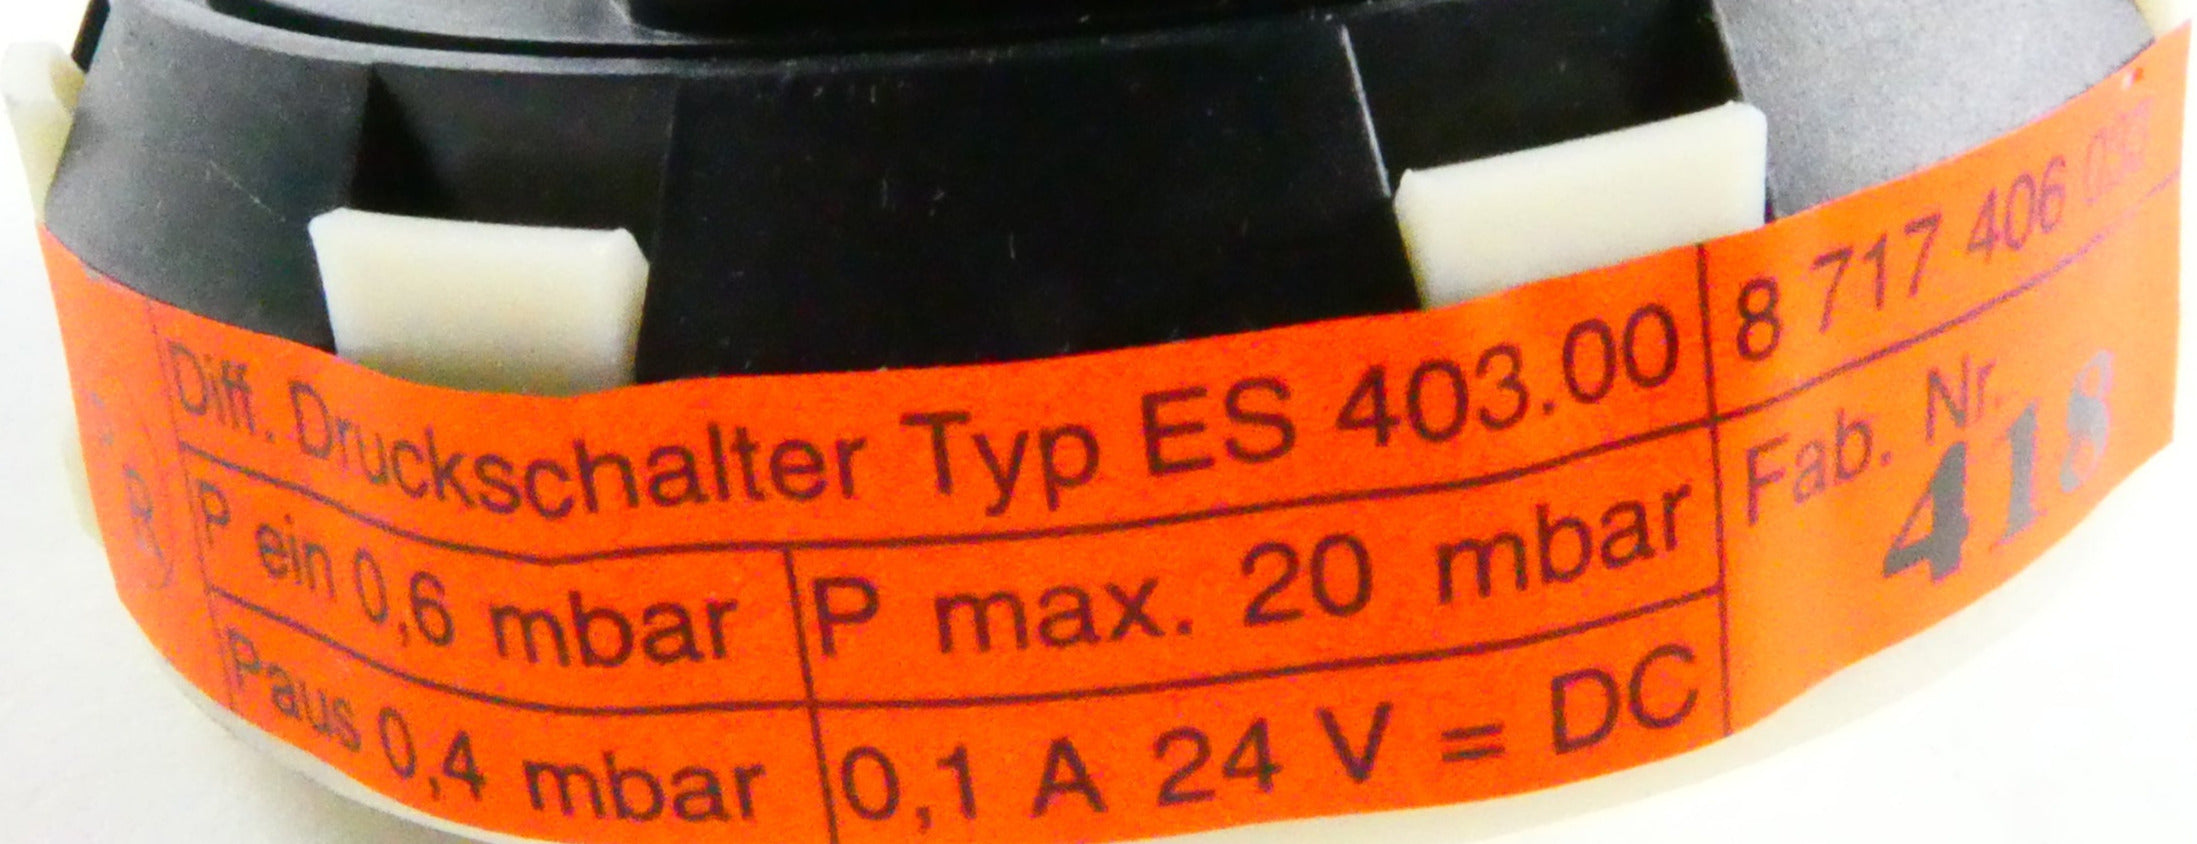 Diff. Druckschalter Typ ES 403.00
P ein 0,6 mbar
P max. 20 mbar
Paus 0,4 mbar
0,1 A 24 V = DC
8 717 406
Fab. Nr.
418